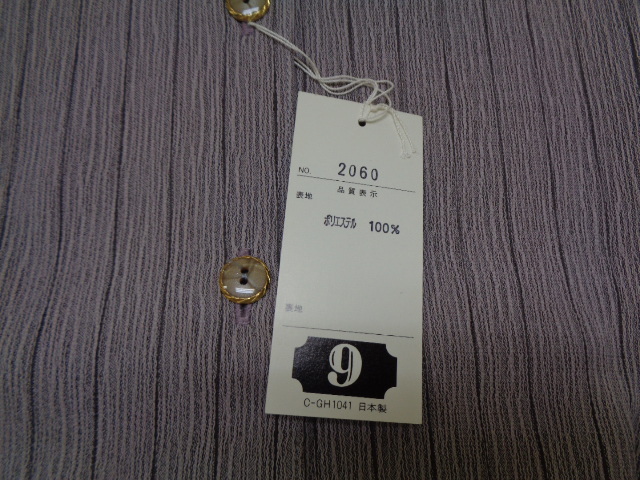 NO. 2060
品質表示
表地 ポリエステル 100%
裏地
9
C-GH1041 日本製